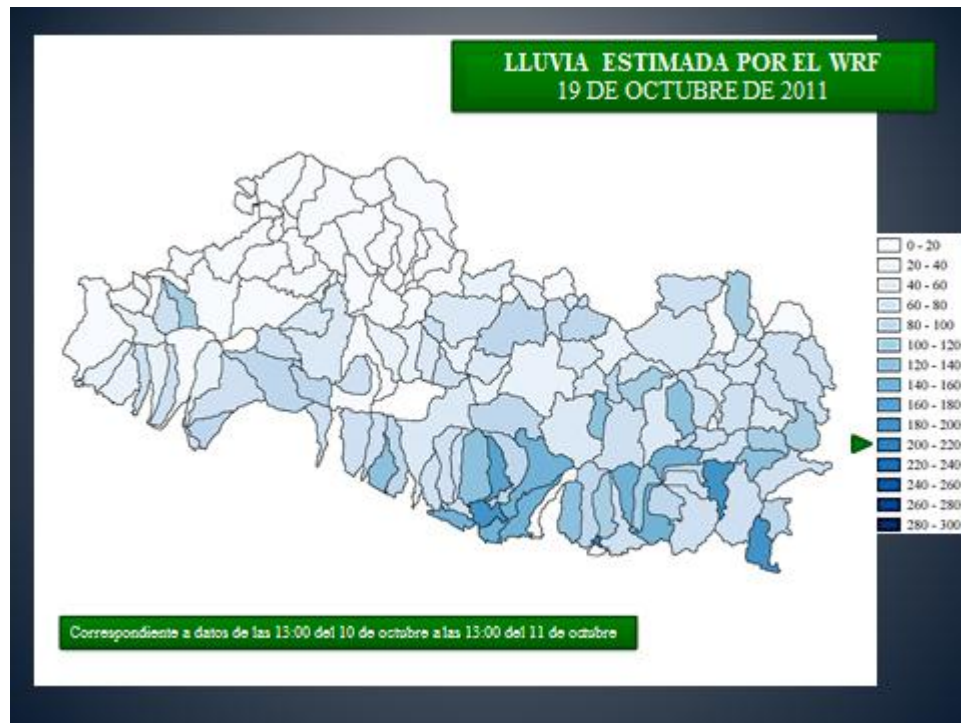 LLUVIA ESTIMADA POR EL WRF
19 DE OCTUBRE DE 2011
0 - 20
20 - 40
40 - 60
60 - 80
80 - 100
100 - 120
120 - 140
140 - 160
160 - 180
180 - 200
200 - 220
220 - 240
240 - 260
260 - 280
280 - 300
Correspondiente a datos de las 13:00 del 10 de octubre a las 13:00 del 11 de octubre